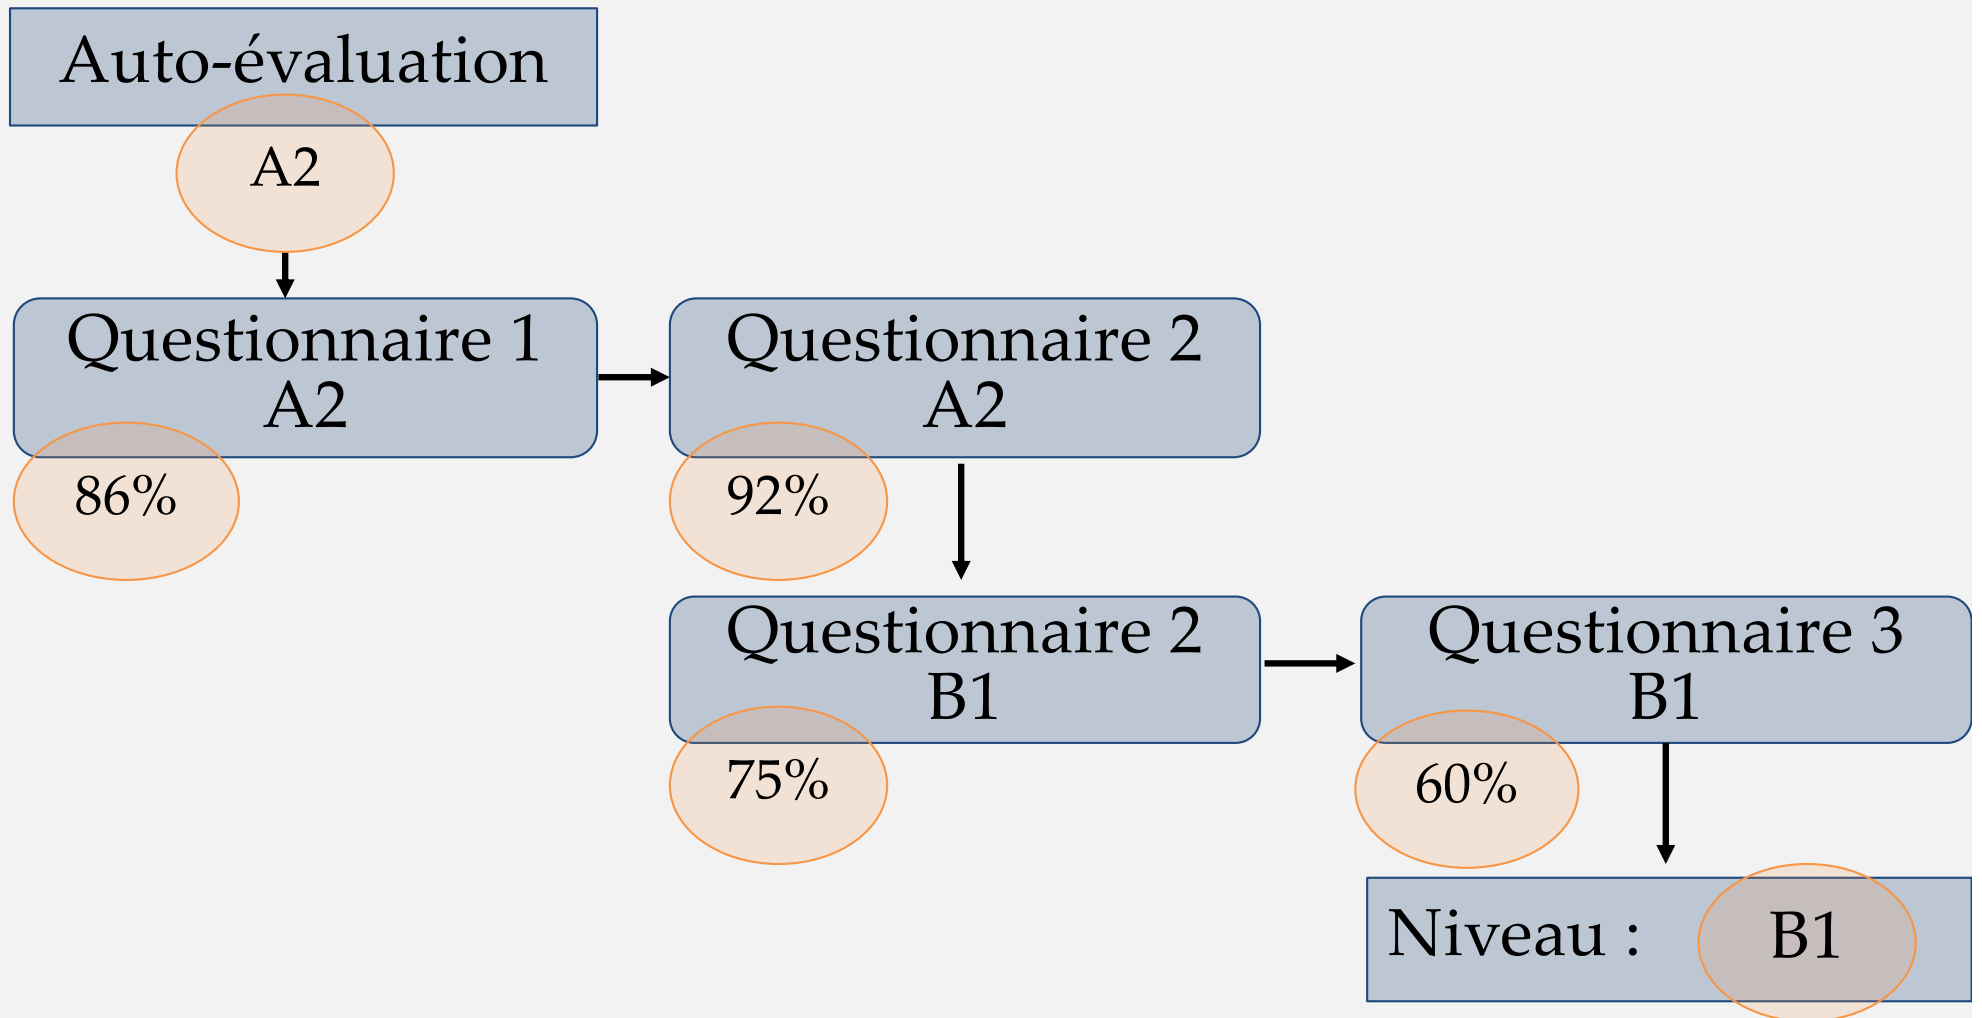 Auto-évaluation
A2
Questionnaire 1
A2
86%
Questionnaire 2
A2
92%
Questionnaire 2
B1
75%
Questionnaire 3
B1
60%
Niveau : B1